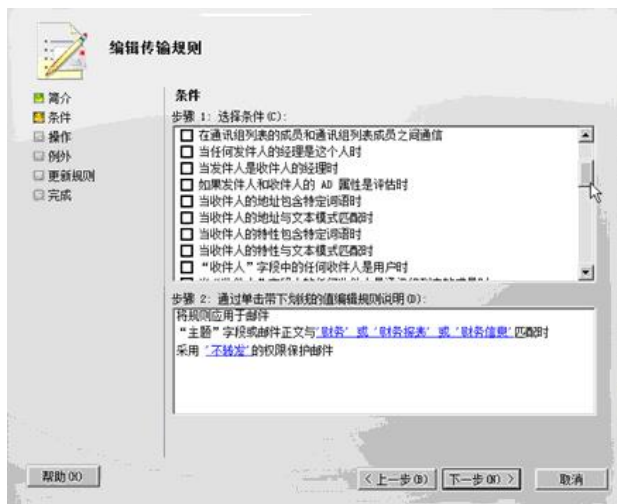 编辑传输规则
简介
条件
操作
例外
更新规则
完成
条件
步骤 1: 选择条件(C):
在通讯组列表的成员和通讯组列表成员之间通信
当任何发件人的经理是这个人时
当发件人是收件人的经理时
如果发件人和收件人的 AD 属性是评估时
当收件人的地址包含特定词语时
当收件人的地址与文本模式匹配时
当收件人的特性包含特定词语时
当收件人的特性与文本模式匹配时
“收件人”字段中的任何收件人是用户时
步骤 2: 通过单击带下划线的值编辑规则说明(D):
将规则应用于邮件
“主题”字段或邮件正文与'财务' 或 '财务报表' 或 '财务信息'匹配时
采用 '不转发'的权限保护邮件
帮助(H)
<上一步(B)
下一步(N)>
取消